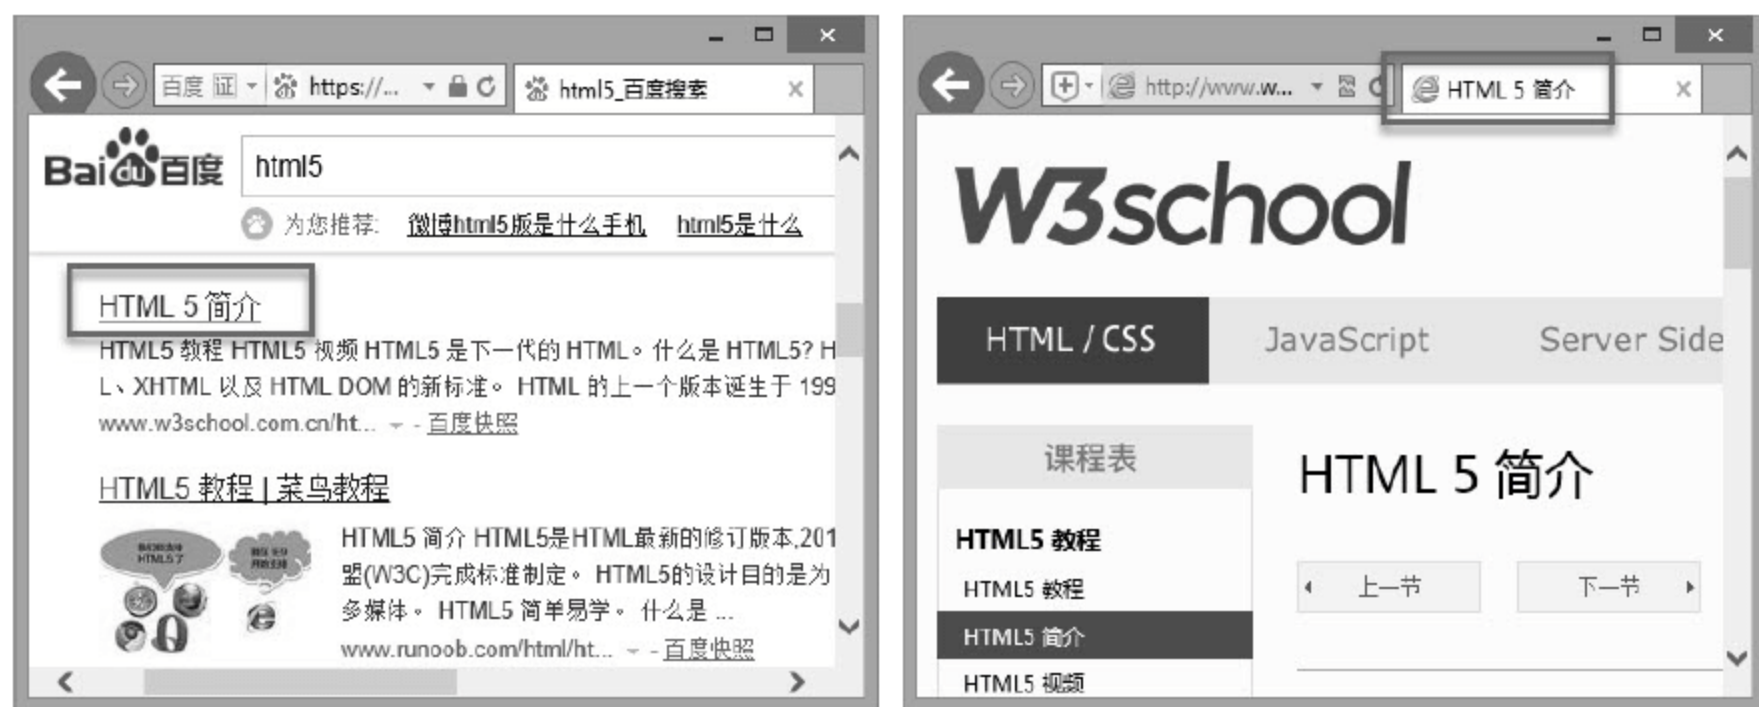 百度 证
https://...
html5_百度搜索
Bai du 百度
html5
为您推荐: 微博html5版是什么手机 html5是什么
HTML 5 简介
HTML5 教程 HTML5 视频 HTML5 是下一代的 HTML。什么是 HTML5? H
L、XHTML 以及 HTML DOM 的新标准。 HTML 的上一个版本诞生于 199
www.w3school.com.cn/ht... - 百度快照
HTML5 教程 | 菜鸟教程
HTML5 简介 HTML5是HTML最新的修订版本,201
盟(W3C)完成标准制定。 HTML5的设计目的是为
多媒体。 HTML5 简单易学。 什么是 ...
www.runoob.com/html/ht... - 百度快照
http://www.w...
HTML 5 简介
W3school
HTML / CSS JavaScript Server Side
课程表
HTML5 教程
HTML5 教程
HTML5 简介
HTML5 视频
HTML 5 简介
上一节 下一节